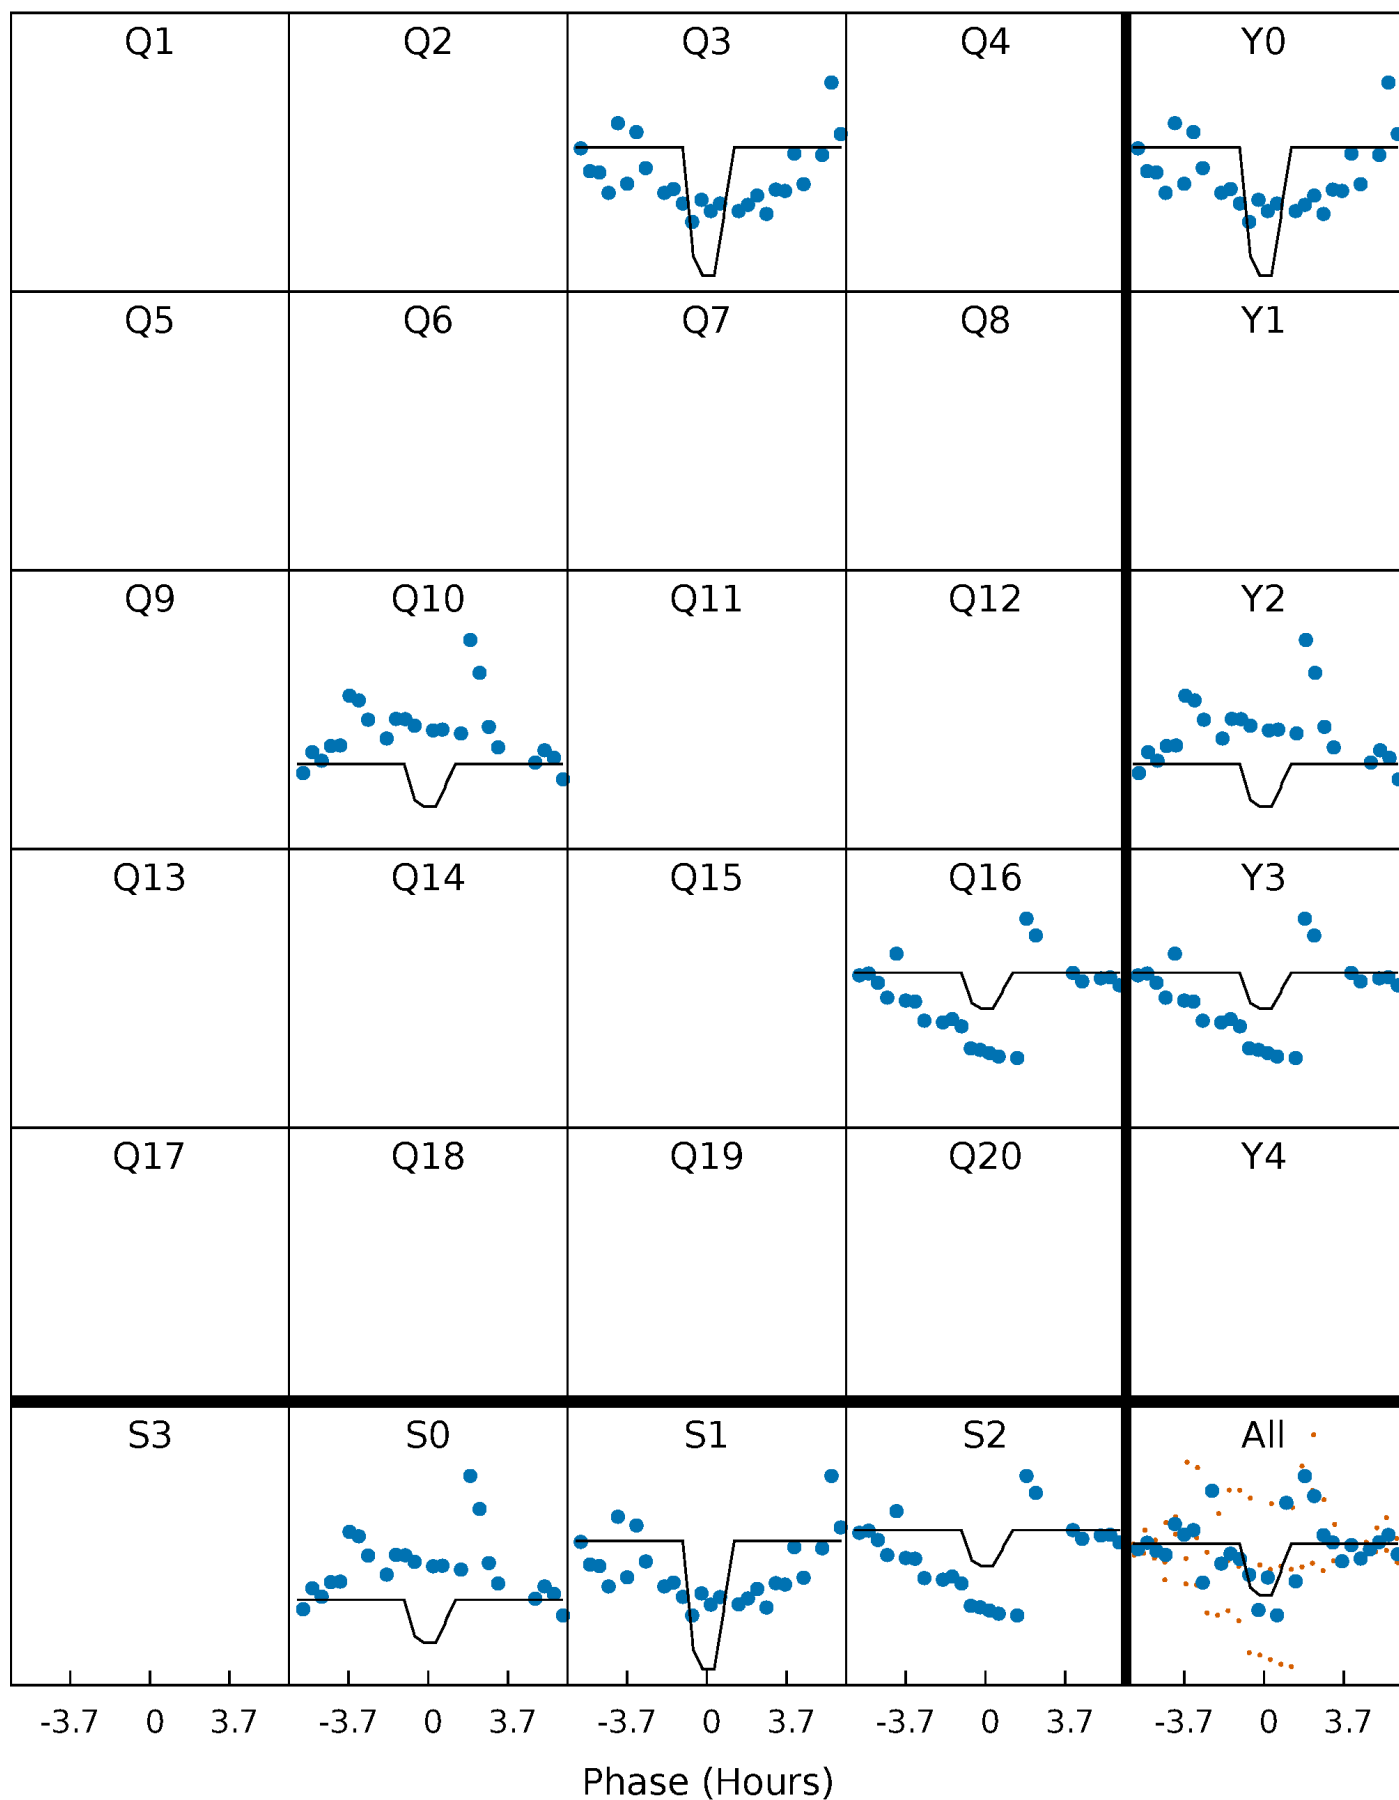 Q1 Q2 Q3 Q4 Y0
Q5 Q6 Q7 Q8 Y1
Q9 Q10 Q11 Q12 Y2
Q13 Q14 Q15 Q16 Y3
Q17 Q18 Q19 Q20 Y4
S3 S0 S1 S2 All
-3.7 0 3.7 -3.7 0 3.7 -3.7 0 3.7 -3.7 0 3.7 -3.7 0 3.7
Phase (Hours)